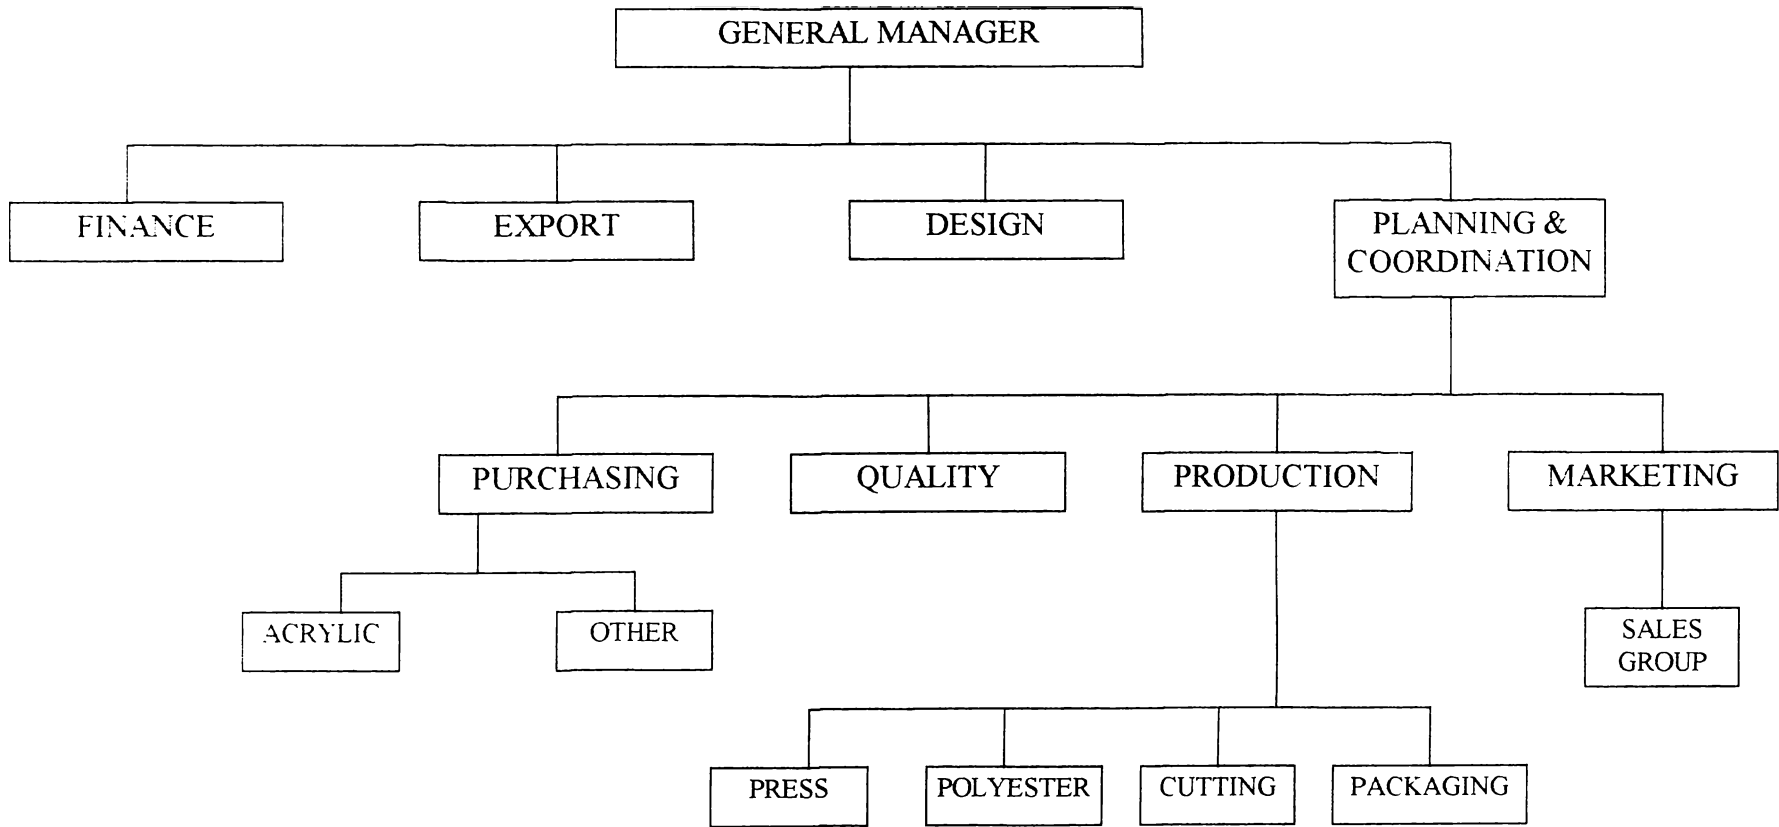 GENERAL MANAGER
FINANCE
EXPORT
DESIGN
PLANNING &
COORDINATION
PURCHASING
QUALITY
PRODUCTION
MARKETING
ACRYLIC
OTHER
SALES
GROUP
PRESS
POLYESTER
CUTTING
PACKAGING